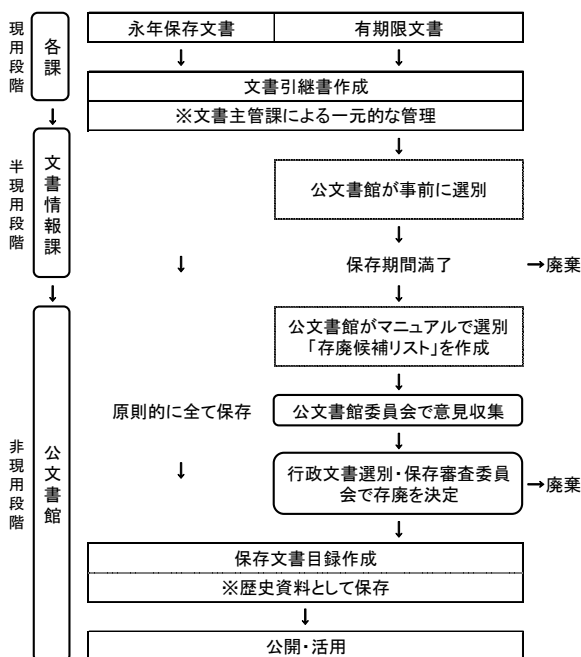 現用段階
各課
永年保存文書
有期限文書
↓
↓
文書引継書作成
※文書主管課による一元的な管理
↓
↓
半現用段階
文書情報課
公文書館が事前に選別
↓
↓
保存期間満了
→廃棄
↓
↓
公文書館がマニュアルで選別
「存廃候補リスト」を作成
↓
非現用段階
公文書館
原則的に全て保存
公文書館委員会で意見収集
↓
↓
行政文書選別・保存審査委員
会で存廃を決定
→廃棄
↓
保存文書目録作成
※歴史資料として保存
↓
公開・活用